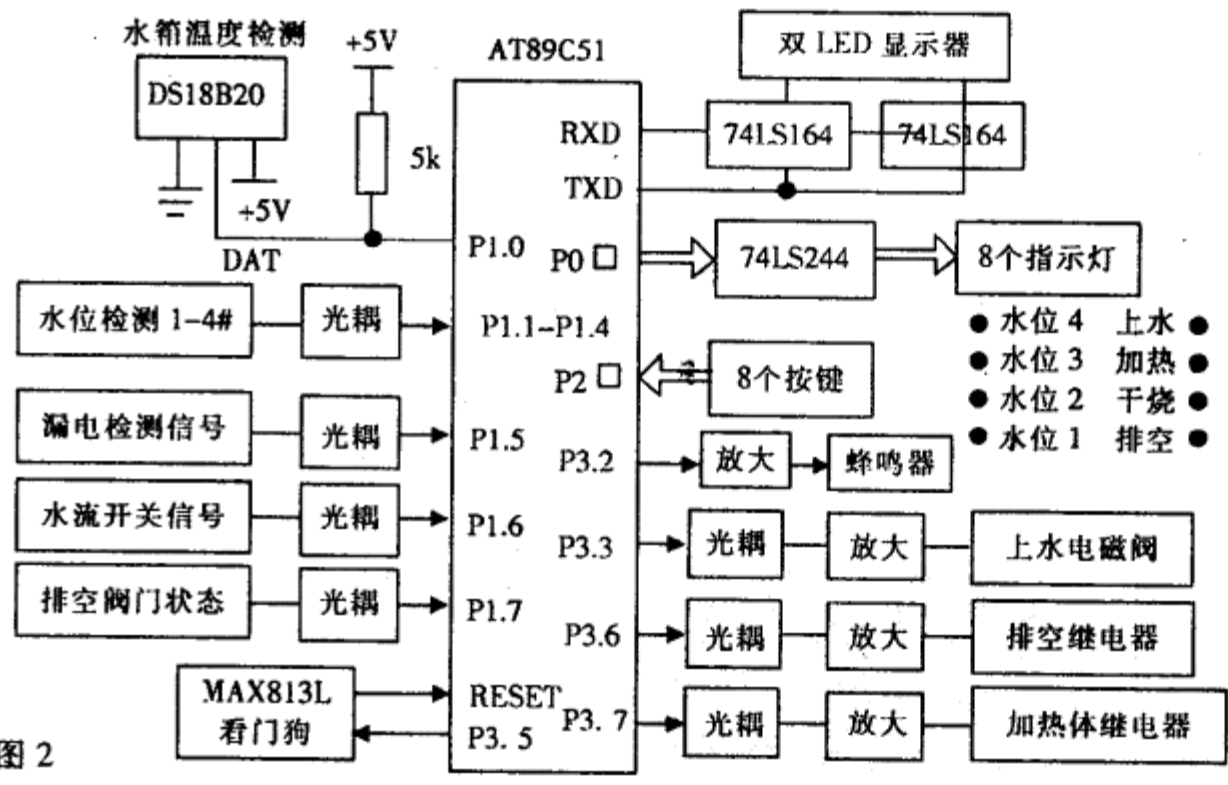 水箱温度检测
+5V
AT89C51
双 LED 显示器
DS18B20
RXD
74LS164
74LS164
5k
TXD
+5V
DAT
P1.0
P0 口
74LS244
8个指示灯
水位检测 1-4#
光耦
P1.1-P1.4
水位 4 上水
水位 3 加热
水位 2 干烧
水位 1 排空
P2 口
8个按键
漏电检测信号
光耦
P1.5
P3.2
放大
蜂鸣器
水流开关信号
光耦
P1.6
P3.3
光耦
放大
上水电磁阀
排空阀门状态
光耦
P1.7
P3.6
光耦
放大
排空继电器
MAX813L
看门狗
RESET
P3. 5
P3. 7
光耦
放大
加热体继电器
图 2